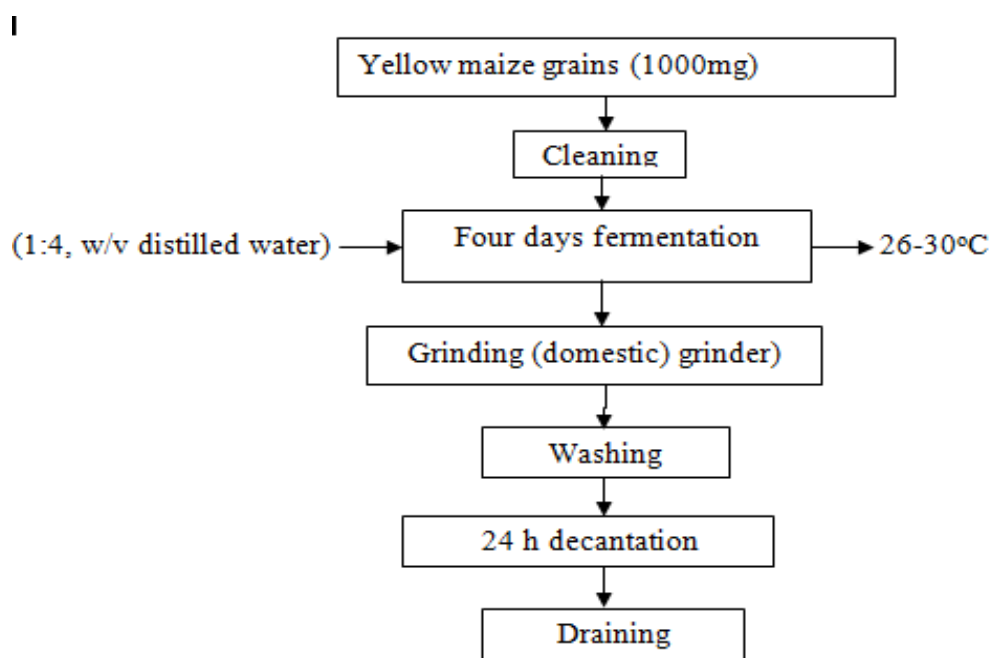 I
Yellow maize grains (1000mg)
Cleaning
(1:4, w/v distilled water)
Four days fermentation
26-30°C
Grinding (domestic) grinder)
Washing
24 h decantation
Draining